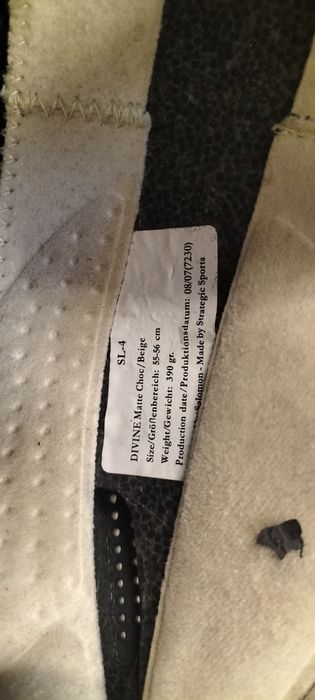 SL-4
DIVINE Matte Choc/Beige
Size/Größenbereich: 55-56 cm
Weight/Gewicht: 390 gr.
Production date/Produktionsdatum: 08/07(7230)
Solomon - Made by Strategic Sports